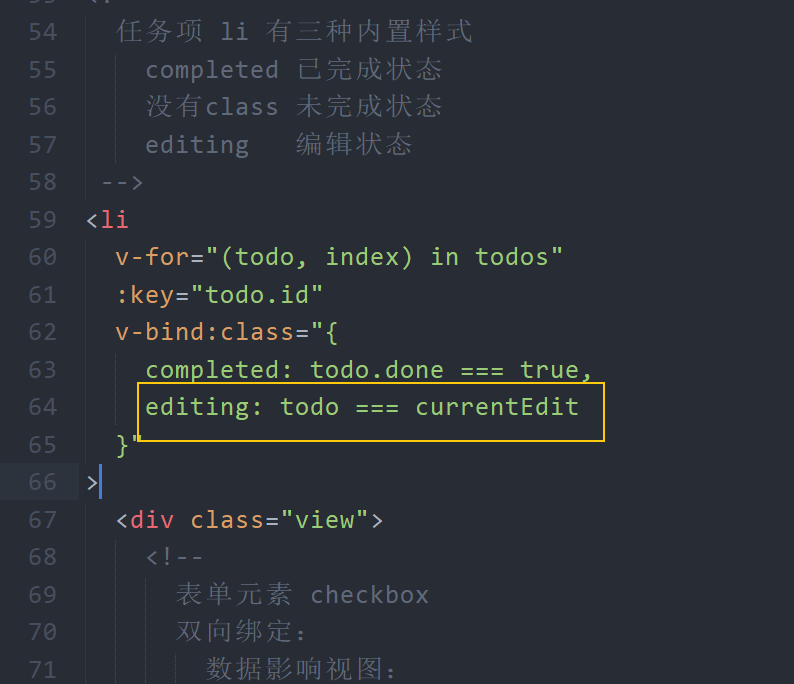 54 任务项 li 有三种内置样式
55 completed 已完成状态
56 没有class 未完成状态
57 editing 编辑状态
58 -->
59 <li
60 v-for="(todo, index) in todos"
61 :key="todo.id"
62 v-bind:class="{
63 completed: todo.done === true,
64 editing: todo === currentEdit
65 }"
66 >
67 <div class="view">
68 <!--
69 表单元素 checkbox
70 双向绑定：
71 数据影响视图：